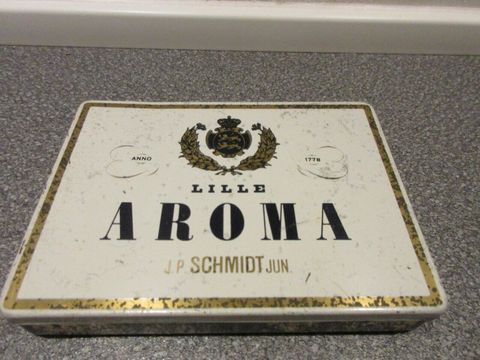 ANNO 1778
LILLE
AROMA
J.P. SCHMIDT JUN.